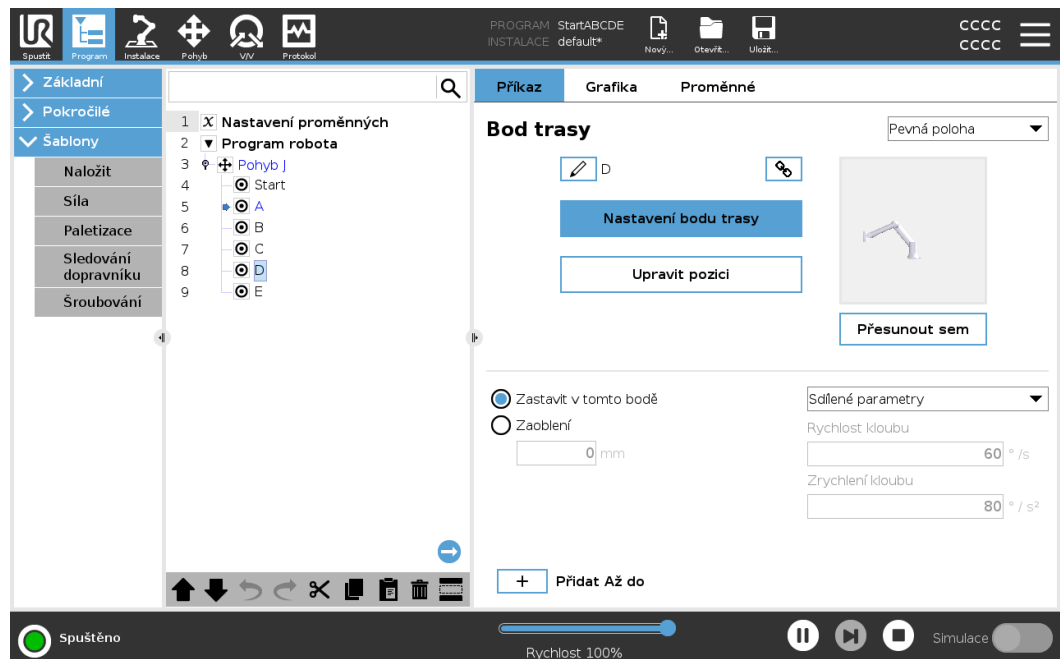 PROGRAM StartABCDE
INSTALACE default*
Spustit Program Instalace Pohyb V/V Protokol
Nový... Otevřít... Uložit...
CCCC
CCCC
Základní
Pokročilé
Šablony
Naložit
Síla
Paletizace
Sledování
dopravníku
Šroubování
1 X Nastavení proměnných
2 Program robota
3 Pohyb J
4 Start
5 A
6 B
7 C
8 D
9 E
Příkaz Grafika Proměnné
Bod trasy
Pevná poloha
D
Nastavení bodu trasy
Upravit pozici
Přesunout sem
Zastavit v tomto bodě
Zaoblení
0 mm
Sdílené parametry
Rychlost kloubu
60 ° /s
Zrychlení kloubu
80 ° / s²
+ Přidat Až do
Spuštěno
Rychlost 100%
Simulace